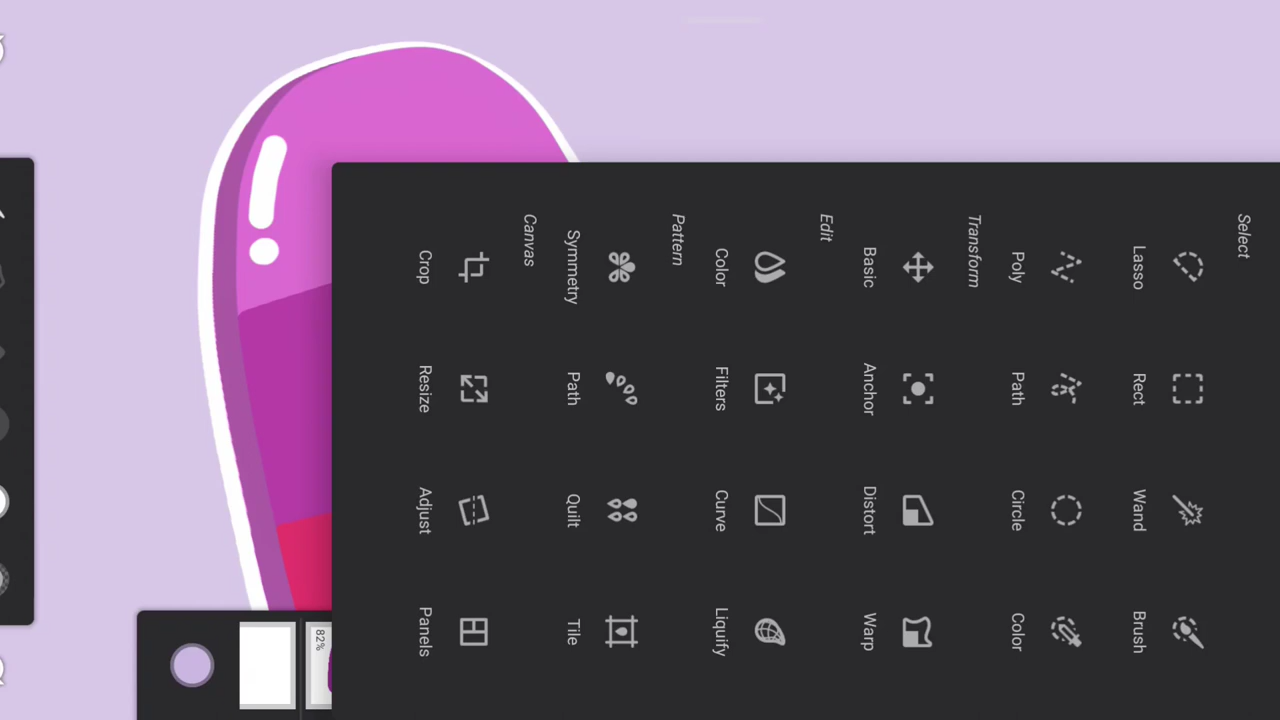 Select
Lasso Rect Wand Brush
Poly Path Circle Color
Transform
Basic Anchor Distort Warp
Edit
Color Filters Curve Liquify
Pattern
Symmetry Path Quilt Tile
Canvas
Crop Resize Adjust Panels
82%